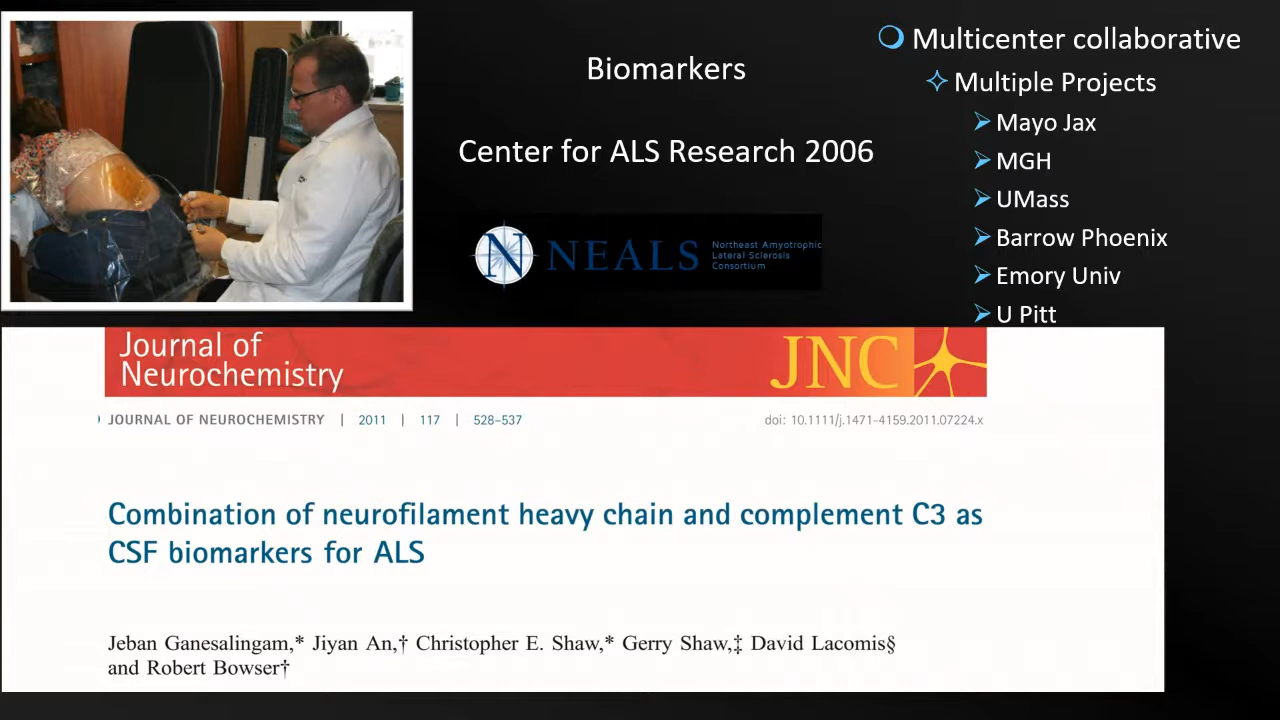 Biomarkers
Center for ALS Research 2006
N NEALS
Northeast Amyotrophic
Lateral Sclerosis
Consortium
Multicenter collaborative
Multiple Projects
Mayo Jax
MGH
UMass
Barrow Phoenix
Emory Univ
U Pitt
Journal of
Neurochemistry
JNC
JOURNAL OF NEUROCHEMISTRY | 2011 | 117 | 528–537
doi: 10.1111/j.1471-4159.2011.07224.x
Combination of neurofilament heavy chain and complement C3 as
CSF biomarkers for ALS
Jeban Ganesalingam,* Jiyan An,† Christopher E. Shaw,* Gerry Shaw,‡ David Lacomis§
and Robert Bowser†